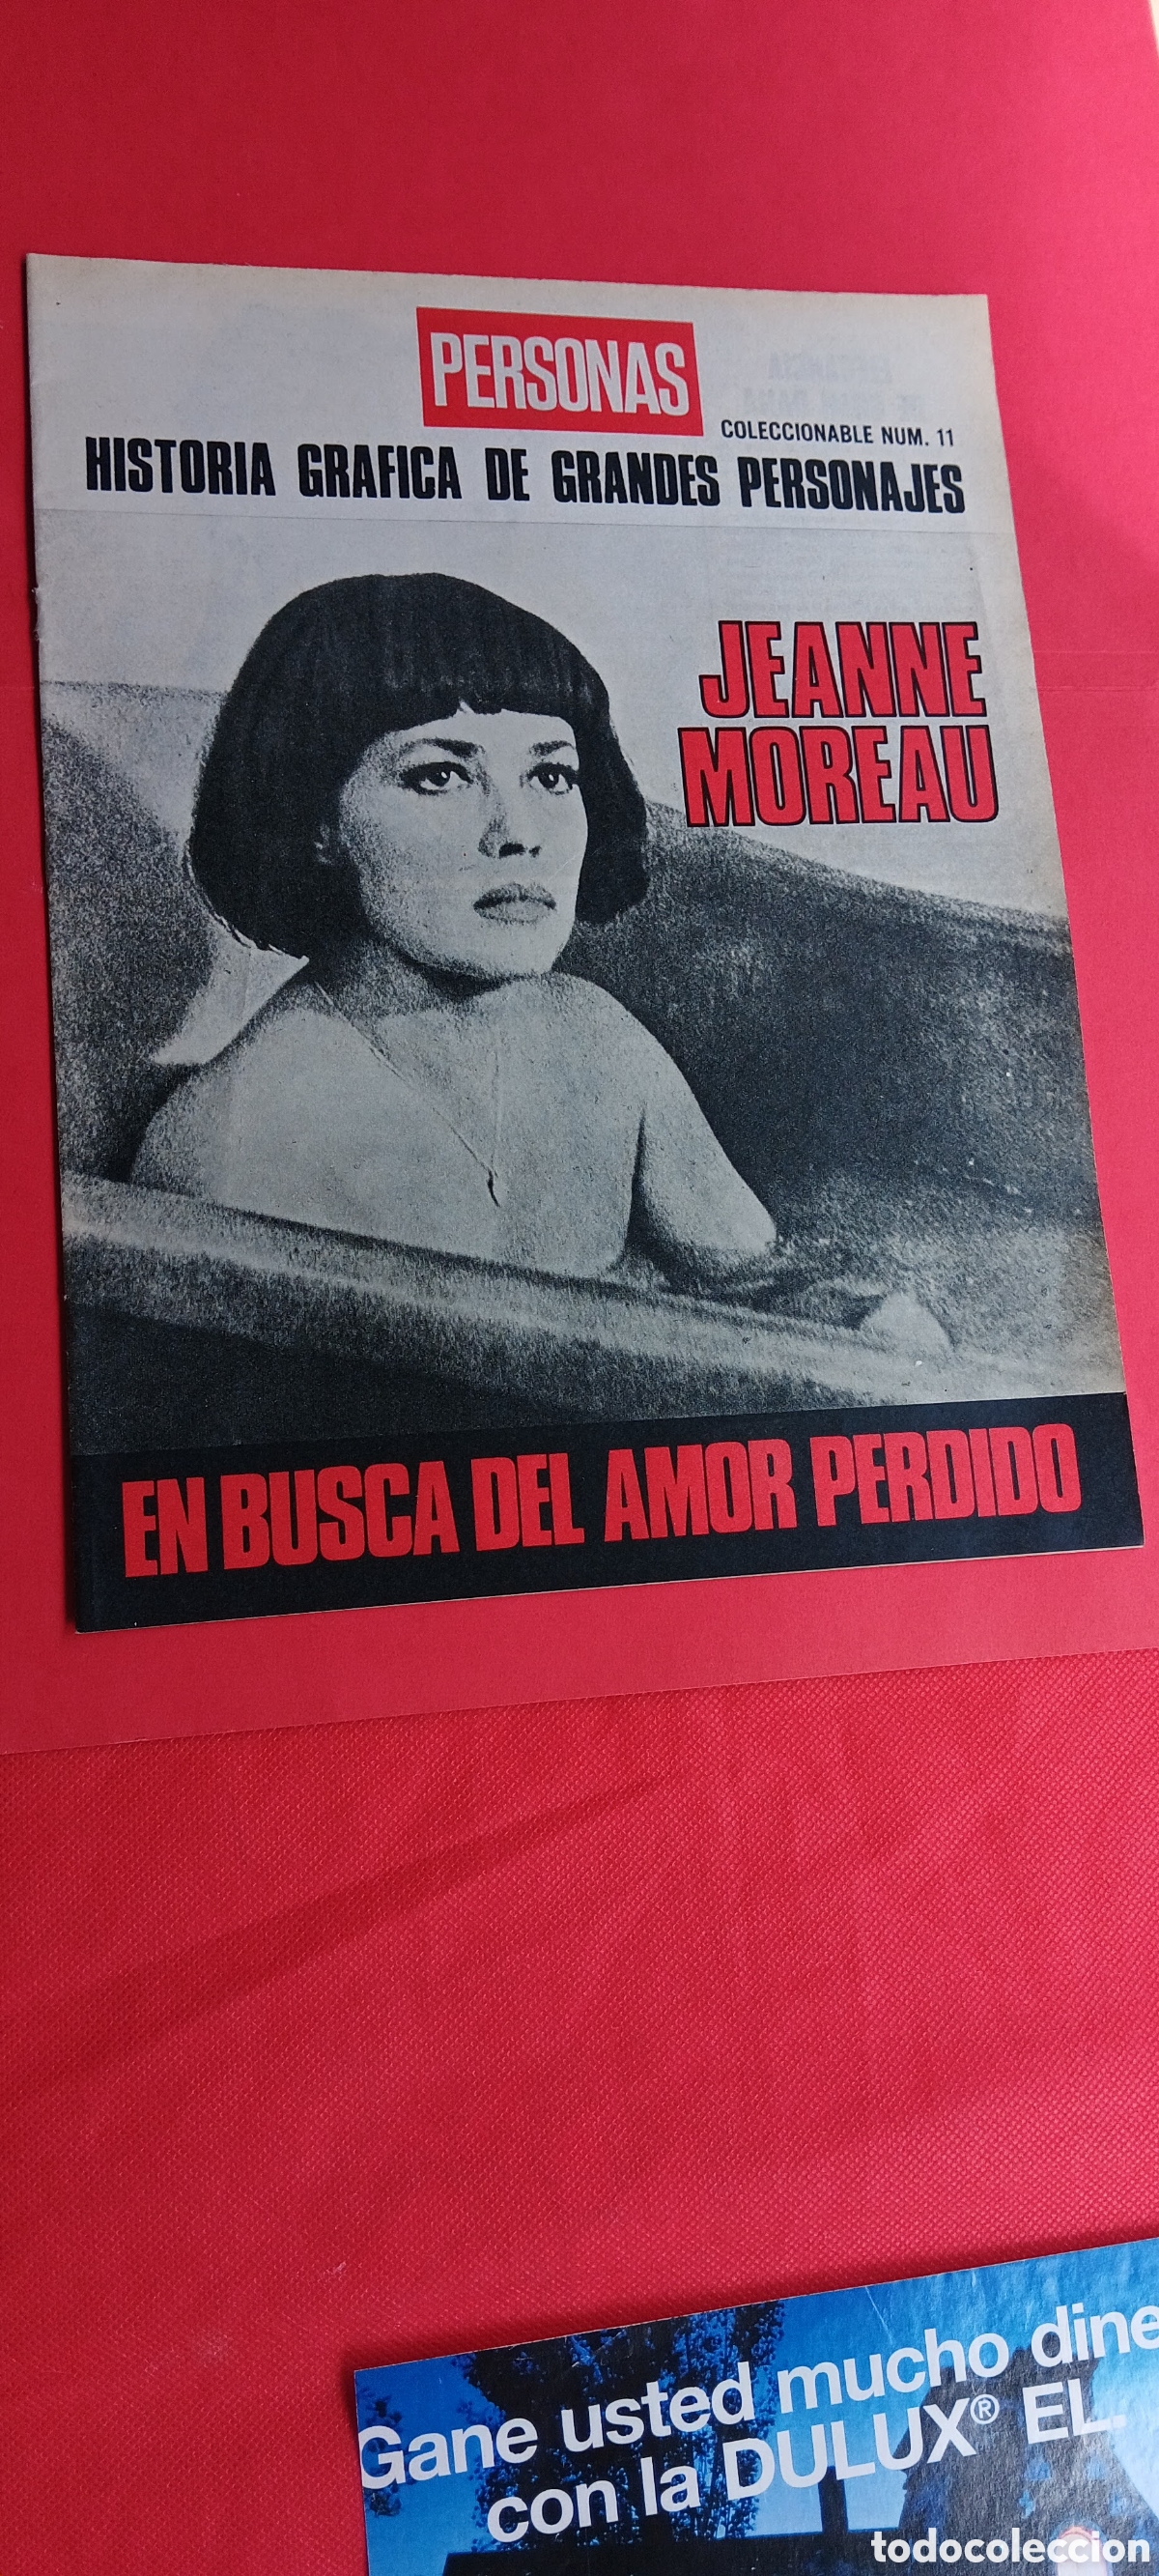 PERSONAS
COLECCIONABLE NUM. 11
HISTORIA GRAFICA DE GRANDES PERSONAJES
JEANNE
MOREAU
EN BUSCA DEL AMOR PERDIDO
Gane usted mucho dine
con la DULUX® EL
todocoleccion